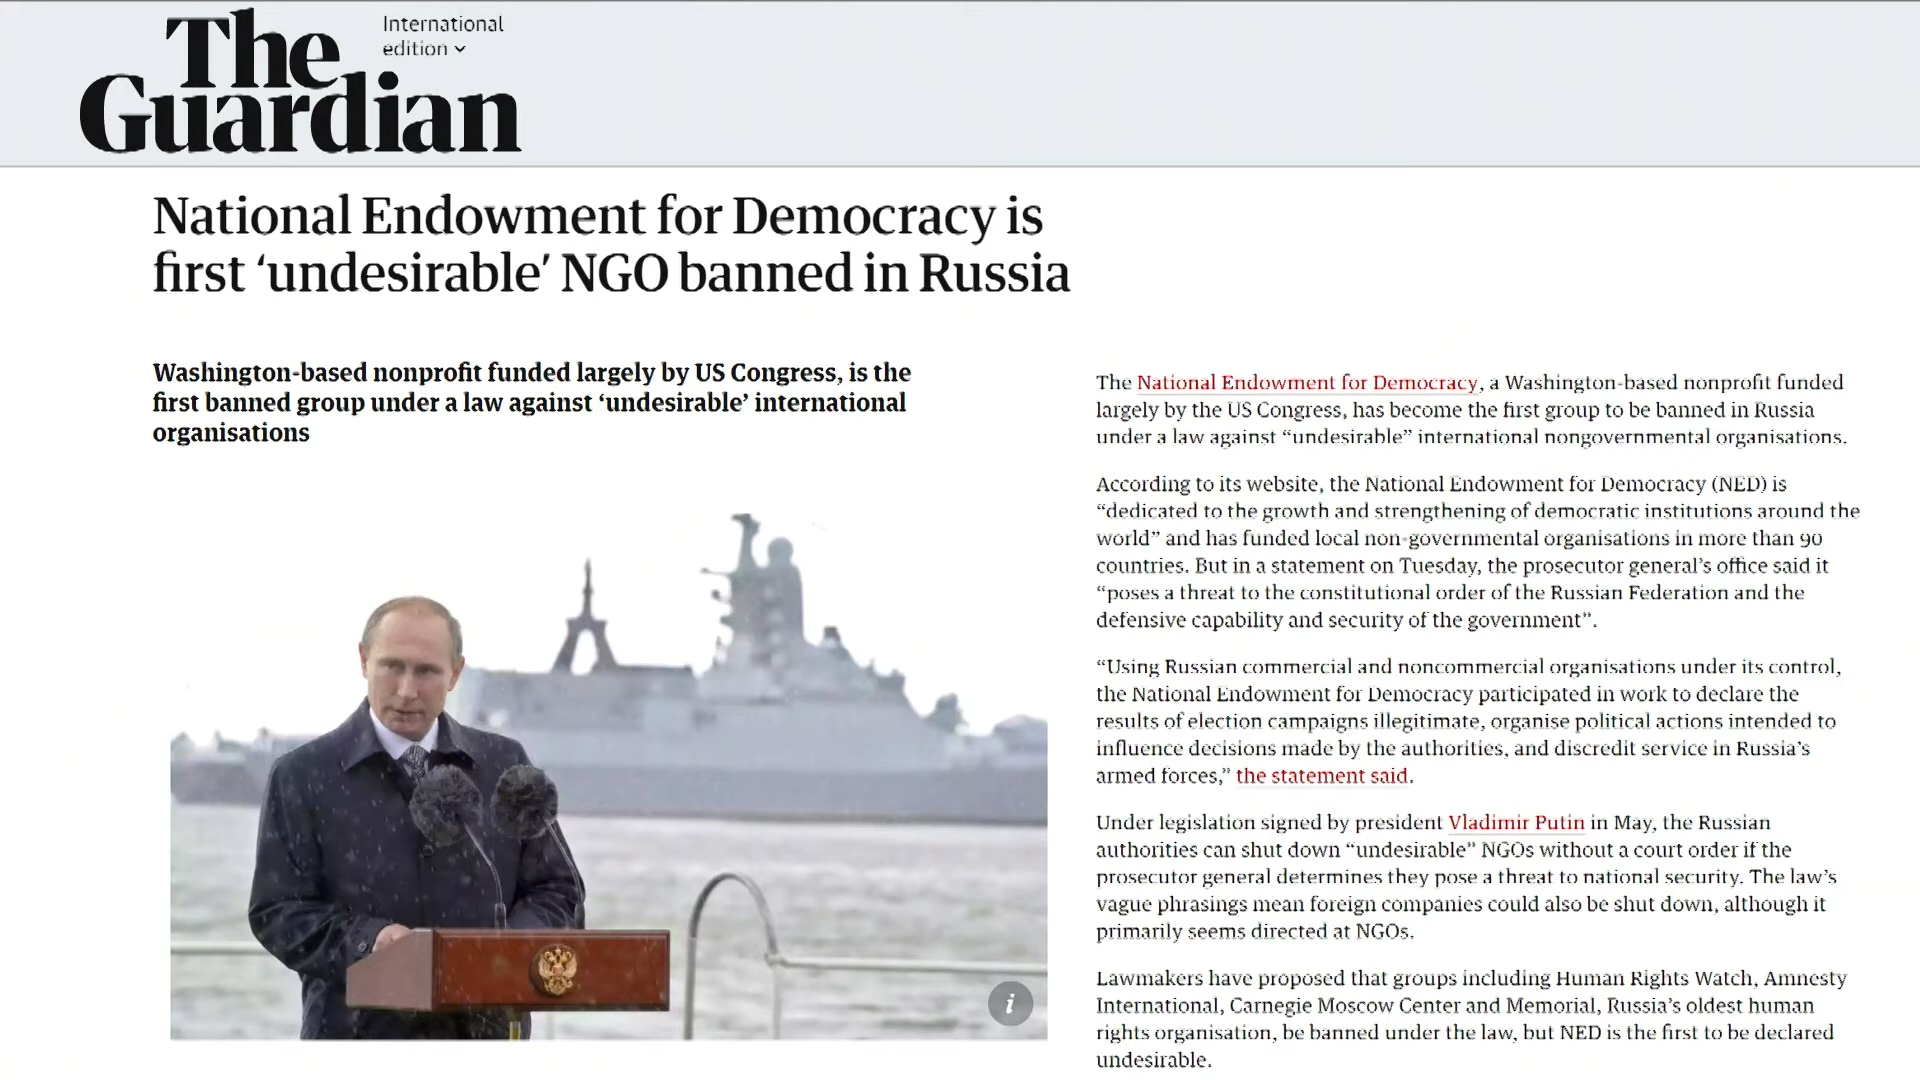 The
Guardian
International
edition
National Endowment for Democracy is
first ‘undesirable’ NGO banned in Russia
Washington-based nonprofit funded largely by US Congress, is the
first banned group under a law against ‘undesirable’ international
organisations
The National Endowment for Democracy, a Washington-based nonprofit funded
largely by the US Congress, has become the first group to be banned in Russia
under a law against “undesirable” international nongovernmental organisations.
According to its website, the National Endowment for Democracy (NED) is
“dedicated to the growth and strengthening of democratic institutions around the
world” and has funded local non-governmental organisations in more than 90
countries. But in a statement on Tuesday, the prosecutor general’s office said it
“poses a threat to the constitutional order of the Russian Federation and the
defensive capability and security of the government”.
“Using Russian commercial and noncommercial organisations under its control,
the National Endowment for Democracy participated in work to declare the
results of election campaigns illegitimate, organise political actions intended to
influence decisions made by the authorities, and discredit service in Russia’s
armed forces,” the statement said.
Under legislation signed by president Vladimir Putin in May, the Russian
authorities can shut down “undesirable” NGOs without a court order if the
prosecutor general determines they pose a threat to national security. The law’s
vague phrasings mean foreign companies could also be shut down, although it
primarily seems directed at NGOs.
Lawmakers have proposed that groups including Human Rights Watch, Amnesty
International, Carnegie Moscow Center and Memorial, Russia’s oldest human
rights organisation, be banned under the law, but NED is the first to be declared
undesirable.
i